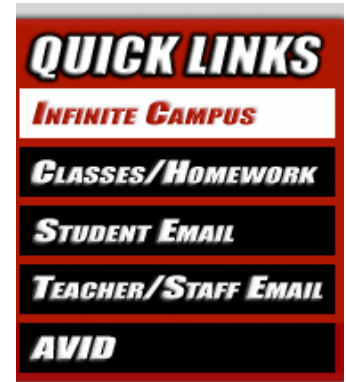 QUICK LINKS
INFINITE CAMPUS
CLASSES/HOMEWORK
STUDENT EMAIL
TEACHER/STAFF EMAIL
AVID